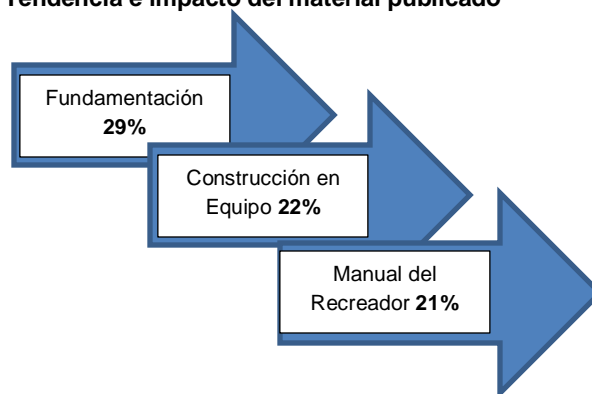 Tendencia e impacto del material publicado
Fundamentación
29%
Construcción en
Equipo 22%
Manual del
Recreador 21%